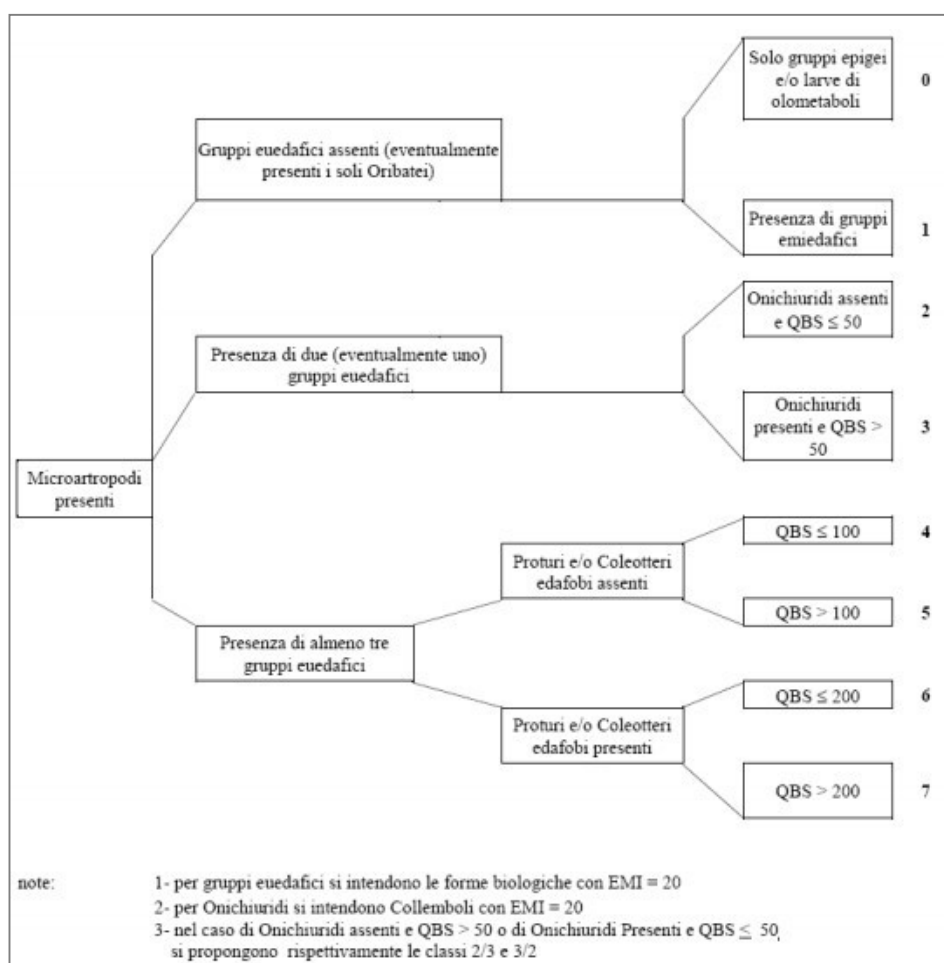 Solo gruppi epigei
e/o larve di
olometaboli
0
Gruppi euedafici assenti (eventualmente
presenti i soli Oribatei)
Presenza di gruppi
emiedafici
1
Onichiuridi assenti
e QBS ≤ 50
2
Presenza di due (eventualmente uno)
gruppi euedafici
Onichiuridi
presenti e QBS >
50
3
Microartropodi
presenti
QBS ≤ 100
4
Proturi e/o Coleotteri
edafobi assenti
QBS > 100
5
Presenza di almeno tre
gruppi euedafici
QBS ≤ 200
6
Proturi e/o Coleotteri
edafobi presenti
QBS > 200
7
note:
1- per gruppi euedafici si intendono le forme biologiche con EMI = 20
2- per Onichiuridi si intendono Collemboli con EMI = 20
3- nel caso di Onichiuridi assenti e QBS > 50 o di Onichiuridi Presenti e QBS ≤ 50,
si propongono rispettivamente le classi 2/3 e 3/2